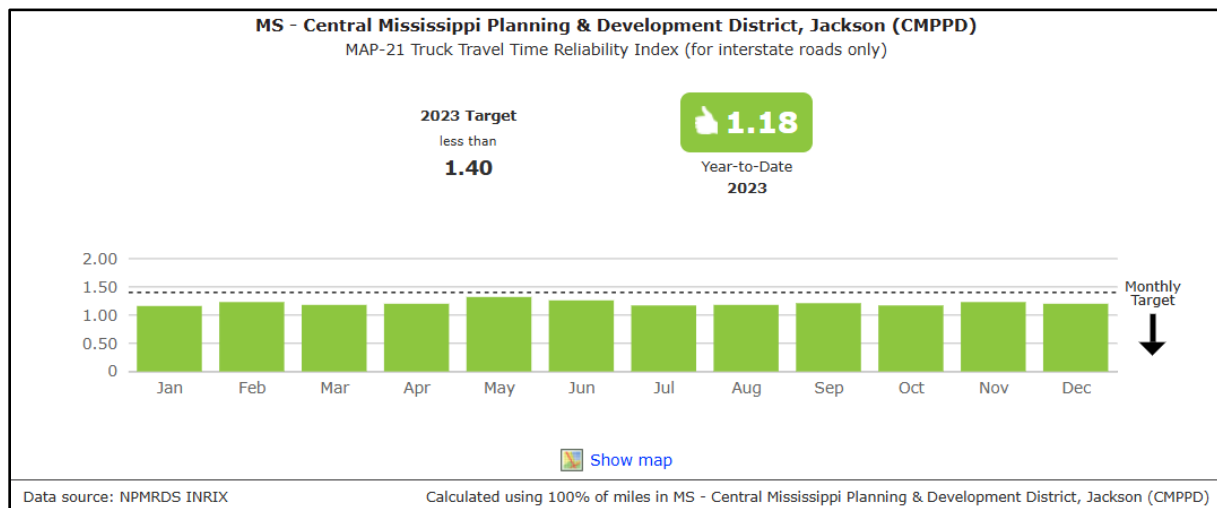 MS - Central Mississippi Planning & Development District, Jackson (CMPPD)
MAP-21 Truck Travel Time Reliability Index (for interstate roads only)
2023 Target
less than
1.40
1.18
Year-to-Date
2023
2.00
1.50
1.00
0.50
0
Monthly
Target
Jan Feb Mar Apr May Jun Jul Aug Sep Oct Nov Dec
Show map
Data source: NPMRDS INRIX
Calculated using 100% of miles in MS - Central Mississippi Planning & Development District, Jackson (CMPPD)